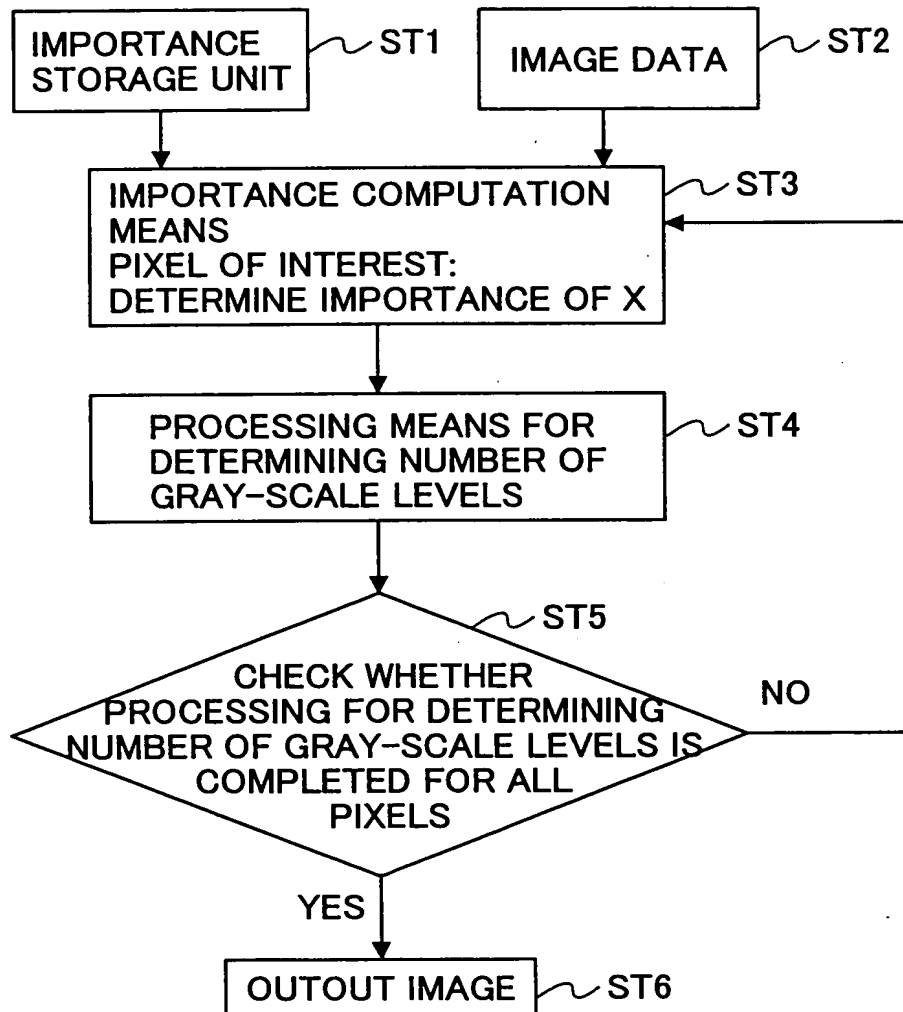 IMPORTANCE
STORAGE UNIT
ST1
IMAGE DATA
ST2
IMPORTANCE COMPUTATION
MEANS
PIXEL OF INTEREST:
DETERMINE IMPORTANCE OF X
ST3
PROCESSING MEANS FOR
DETERMINING NUMBER OF
GRAY-SCALE LEVELS
ST4
ST5
CHECK WHETHER
PROCESSING FOR DETERMINING
NUMBER OF GRAY-SCALE LEVELS IS
COMPLETED FOR ALL
PIXELS
NO
YES
OUTOUT IMAGE
ST6